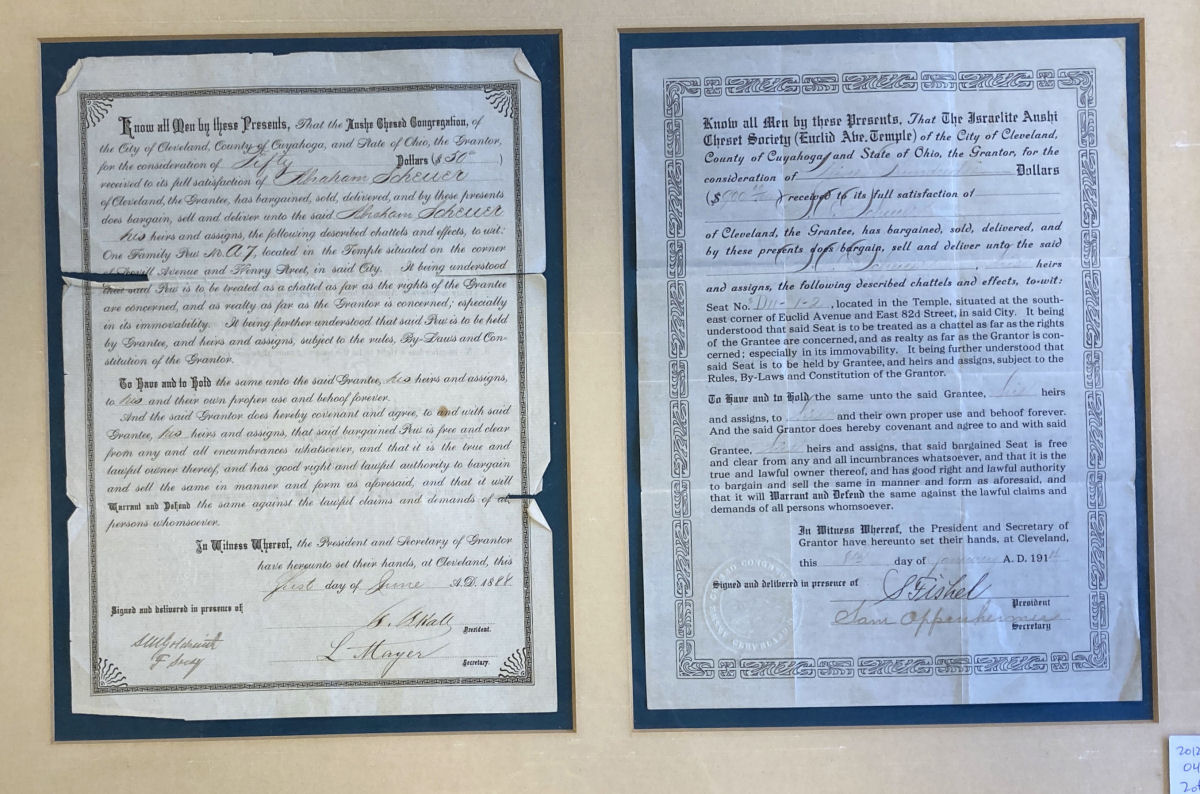 Know all Men by these Presents, That the Anshe Chesed Congregation, of
the City of Cleveland, County of Cuyahoga, and State of Ohio, the Grantor,
for the consideration of Fifty Dollars ($ 50 )
received to its full satisfaction of Abraham Scheuer
of Cleveland, the Grantee, has bargained, sold, delivered, and by these presents
does bargain, sell and deliver unto the said Abraham Scheuer
his heirs and assigns, the following described chattels and effects, to wit:
One Family Pew No. A 7, located in the Temple situated on the corner
of Scovill Avenue and Henry Street, in said City. It being understood
that said Pew is to be treated as a chattel as far as the rights of the Grantee
are concerned, and as realty as far as the Grantor is concerned; especially
in its immovability. It being further understood that said Pew is to be held
by Grantee, and heirs and assigns, subject to the rules, By-Laws and Con-
stitution of the Grantor.
To Have and to Hold the same unto the said Grantee, his heirs and assigns,
to his and their own proper use and behoof forever.
And the said Grantor does hereby covenant and agree, to and with said
Grantee, his heirs and assigns, that said bargained Pew is free and clear
from any and all encumbrances whatsoever, and that it is the true and
lawful owner thereof, and has good right and lawful authority to bargain
and sell the same in manner and form as aforesaid, and that it will
Warrant and Defend the same against the lawful claims and demands of
persons whomsoever.
In Witness Whereof, the President and Secretary of Grantor
have hereunto set their hands, at Cleveland, this
first day of June A.D. 1888
Signed and delivered in presence of
President.
L Mayer
Secretary.
Know all Men by these Presents, That The Israelite Anshi
Cheset Society (Euclid Ave. Temple) of the City of Cleveland,
County of Cuyahoga and State of Ohio, the Grantor, for the
consideration of Dollars
($ ) received to its full satisfaction of
of Cleveland, the Grantee, has bargained, sold, delivered, and
by these presents does bargain, sell and deliver unto the said
heirs
and assigns, the following described chattels and effects, to-wit:
Seat No. 1-2, located in the Temple, situated at the south-
east corner of Euclid Avenue and East 82d Street, in said City. It being
understood that said Seat is to be treated as a chattel as far as the rights
of the Grantee are concerned, and as realty as far as the Grantor is con-
cerned; especially in its immovability. It being further understood that
said Seat is to be held by Grantee, and heirs and assigns, subject to the
Rules, By-Laws and Constitution of the Grantor.
To Have and to Hold the same unto the said Grantee, his heirs
and assigns, to and their own proper use and behoof forever.
And the said Grantor does hereby covenant and agree to and with said
Grantee, his heirs and assigns, that said bargained Seat is free
and clear from any and all incumbrances whatsoever, and that it is the
true and lawful owner thereof, and has good right and lawful authority
to bargain and sell the same in manner and form as aforesaid, and
that it will Warrant and Defend the same against the lawful claims and
demands of all persons whomsoever.
In Witness Whereof, the President and Secretary of
Grantor have hereunto set their hands, at Cleveland,
this day of January A. D. 191
Signed and delivered in presence of
S Fishel
President
Sam Oppenheimer
Secretary
2012
04